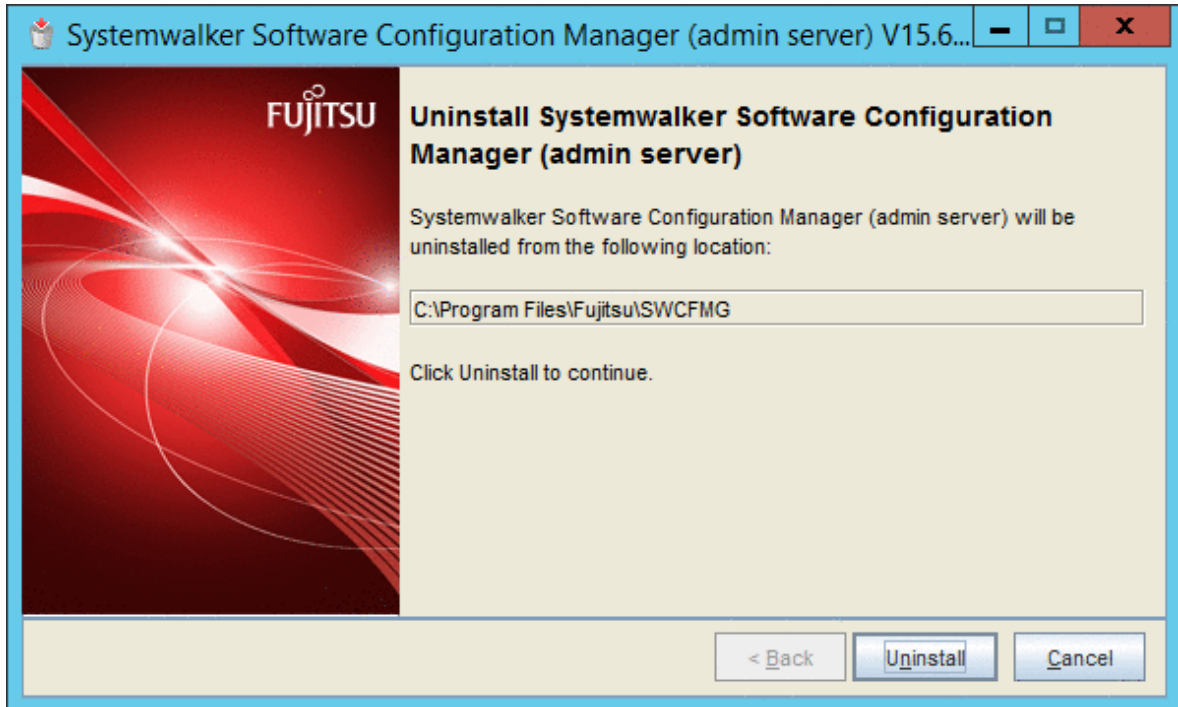 Systemwalker Software Configuration Manager (admin server) V15.6...
FUJITSU
Uninstall Systemwalker Software Configuration
Manager (admin server)
Systemwalker Software Configuration Manager (admin server) will be
uninstalled from the following location:
C:\Program Files\Fujitsu\SWCFMG
Click Uninstall to continue.
< Back
Uninstall
Cancel